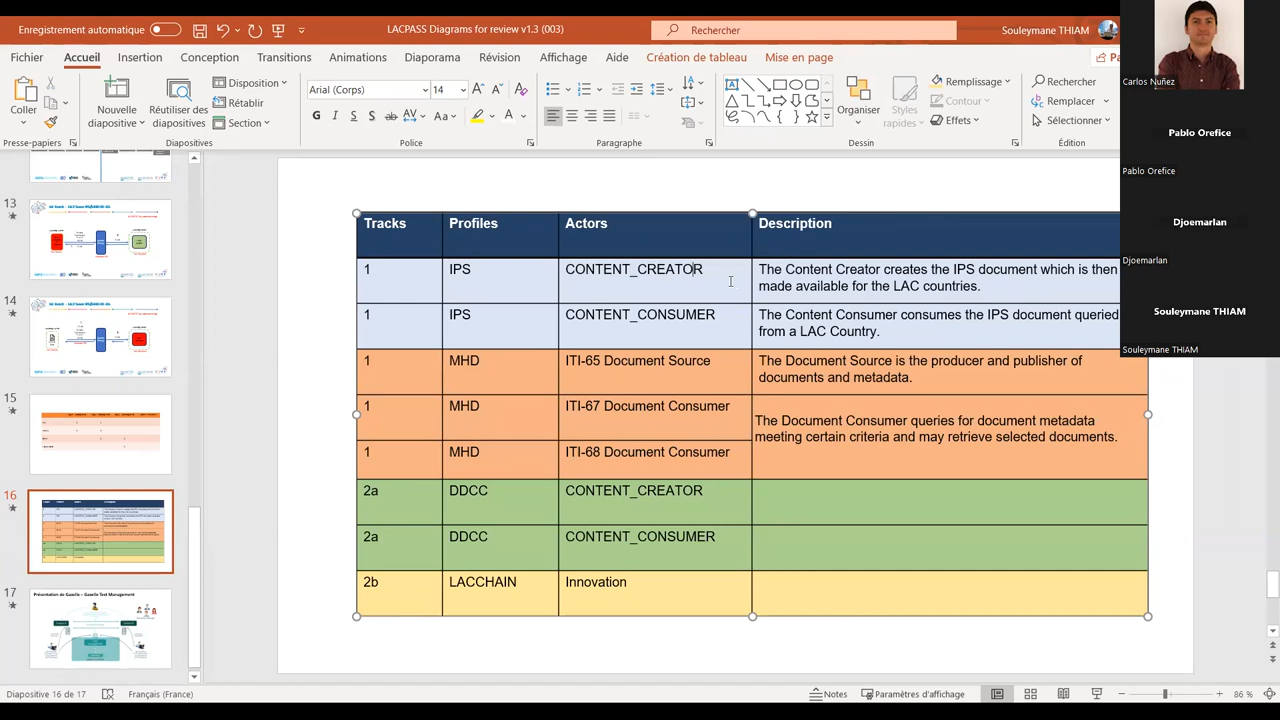 Enregistrement automatique
LACPASS Diagrams for review v1.3 (003)
Rechercher
Souleymane THIAM
Fichier
Accueil
Insertion
Conception
Transitions
Animations
Diaporama
Révision
Affichage
Aide
Création de tableau
Mise en page
Pa
Coller
Nouvelle
diapositive
Réutiliser des
diapositives
Disposition
Rétablir
Section
Arial (Corps)
14
Organiser
Styles
rapides
Remplissage
Contour
Effets
Rechercher
Remplacer
Sélectionner
Presse-papiers
Diapositives
Police
Paragraphe
Dessin
Édition
Carlos Nuñez
Pablo Orefice
Pablo Orefice
Djoemarlan
Djoemarlan
Souleymane THIAM
Souleymane THIAM
13
14
15
16
17
Présentation de Gazelle – Gazelle Test Management
Tracks Profiles Actors Description
1 IPS CONTENT_CREATOR The Content Creator creates the IPS document which is then
made available for the LAC countries.
1 IPS CONTENT_CONSUMER The Content Consumer consumes the IPS document queried
from a LAC Country.
1 MHD ITI-65 Document Source The Document Source is the producer and publisher of
documents and metadata.
1 MHD ITI-67 Document Consumer
The Document Consumer queries for document metadata
meeting certain criteria and may retrieve selected documents.
1 MHD ITI-68 Document Consumer
2a DDCC CONTENT_CREATOR
2a DDCC CONTENT_CONSUMER
2b LACCHAIN Innovation
Diapositive 16 de 17
Français (France)
Notes
Paramètres d'affichage
86 %